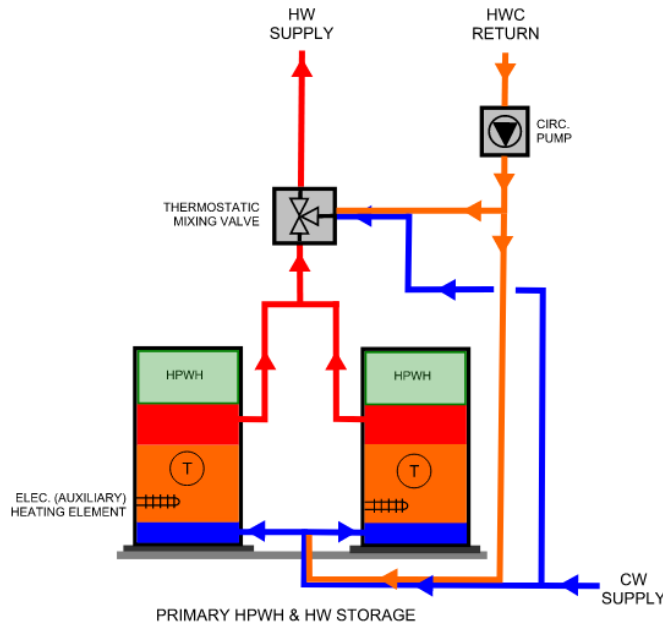 HW
SUPPLY
HWC
RETURN
CIRC.
PUMP
THERMOSTATIC
MIXING VALVE
HPWH
HPWH
T
T
ELEC. (AUXILIARY)
HEATING ELEMENT
CW
SUPPLY
PRIMARY HPWH & HW STORAGE